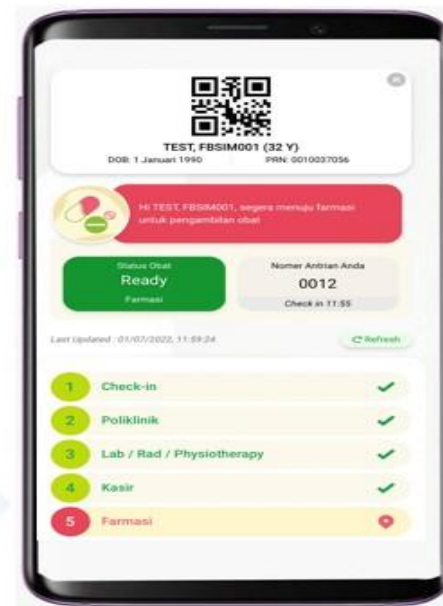 TEST, FBSIM001 (32 Y)
DOB: 1 Januari 1990 PRN: 0010037056
Hi TEST, FBSIM001, segera menuju farmasi
untuk pengambilan obat
Status Obat
Ready
Farmasi
Nomer Antrian Anda
0012
Check in 11:55
Last Updated : 01/07/2022, 11:59:24
Refresh
1 Check-in
2 Poliklinik
3 Lab / Rad / Physiotherapy
4 Kasir
5 Farmasi